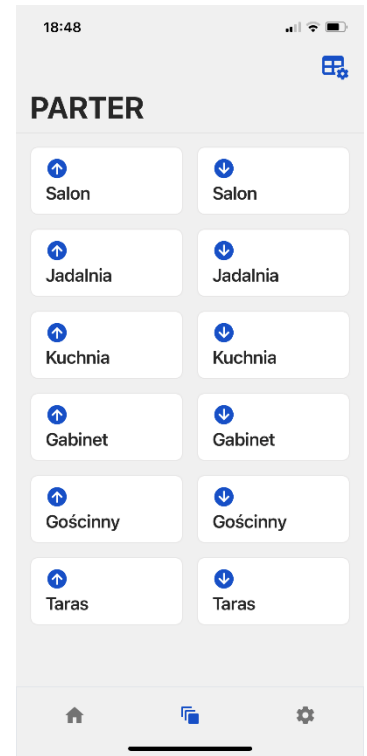 18:48
PARTER
Salon
Salon
Jadalnia
Jadalnia
Kuchnia
Kuchnia
Gabinet
Gabinet
Gościnny
Gościnny
Taras
Taras